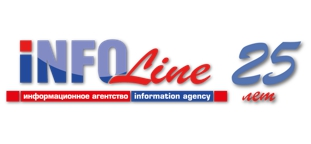 iNFOLine 25
информационное агентство information agency лет